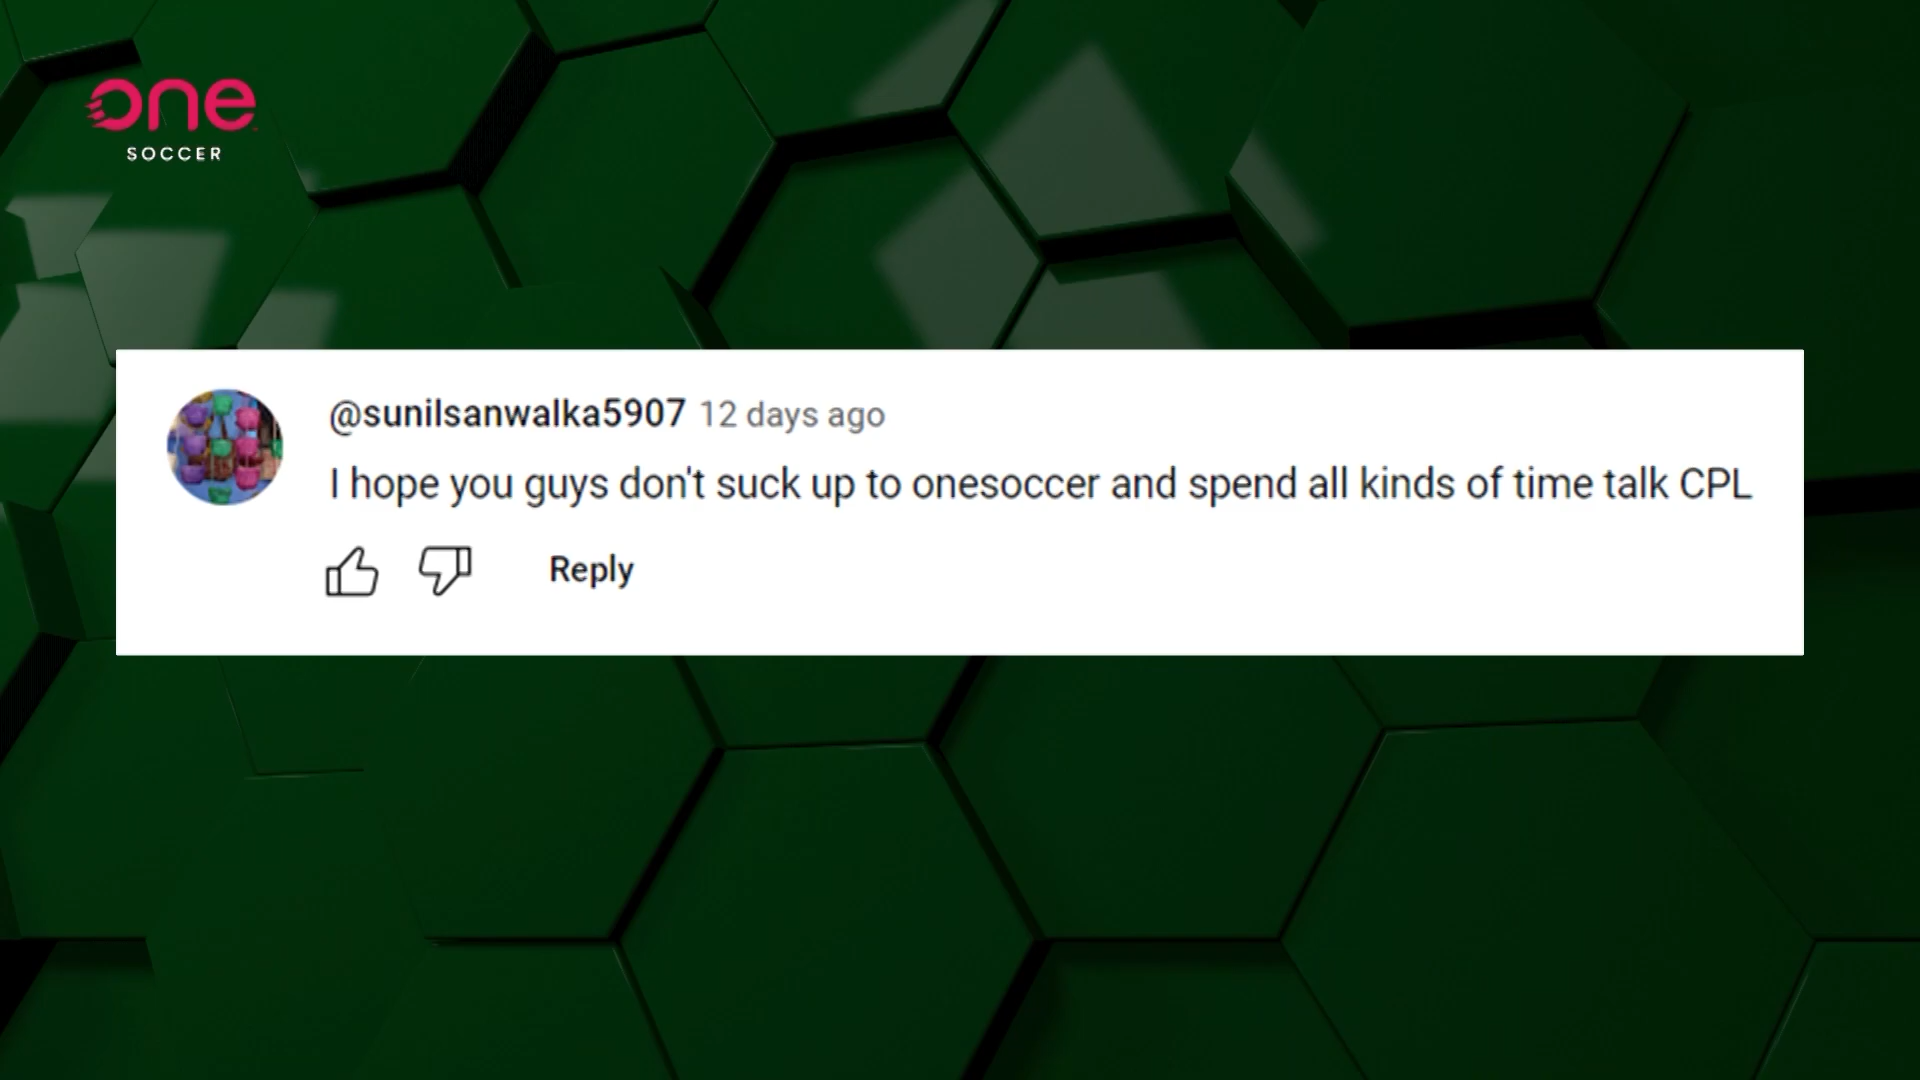 one
SOCCER
@sunilsanwalka5907 12 days ago
I hope you guys don't suck up to onesoccer and spend all kinds of time talk CPL
Reply